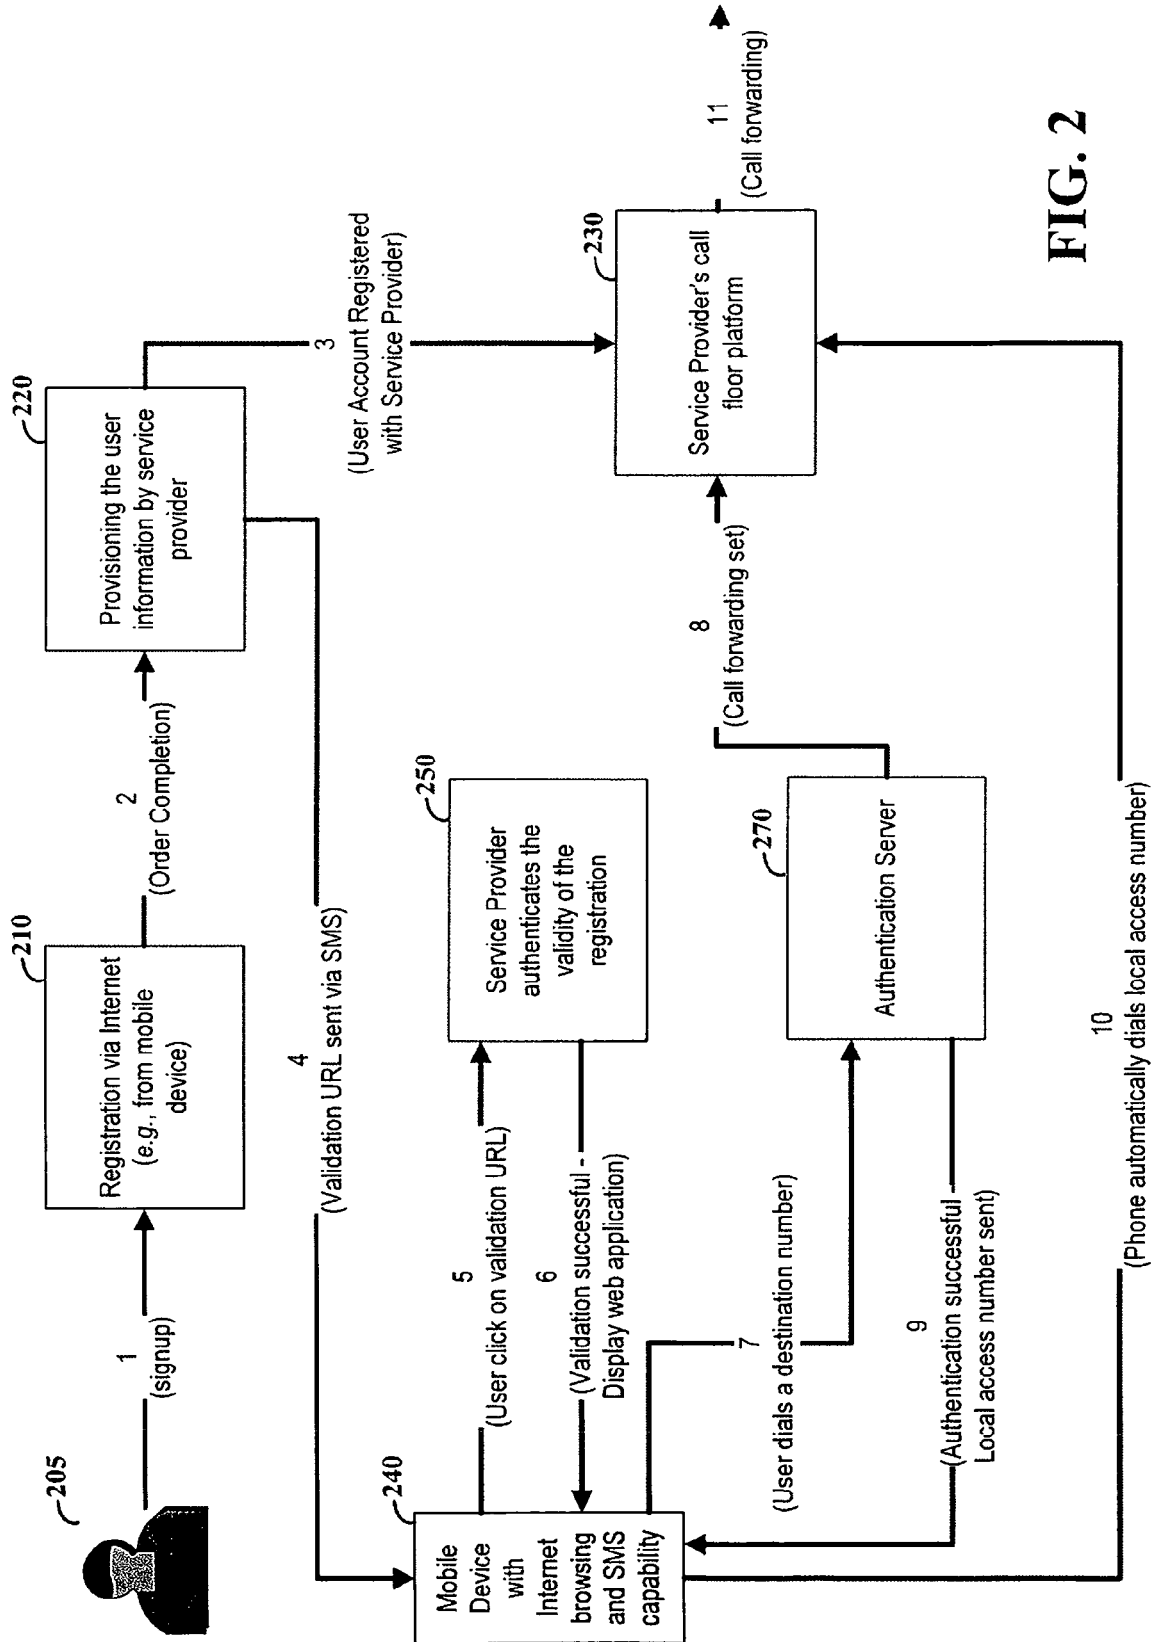 205
1
(signup)
210
Registration via Internet
(e.g., from mobile
device)
2
(Order Completion)
220
Provisioning the user
information by service
provider
3
(User Account Registered
with Service Provider)
4
(Validation URL sent via SMS)
240
Mobile
Device
with
Internet
browsing
and SMS
capability
5
(User click on validation URL)
250
Service Provider
authenticates the
validity of the
registration
6
(Validation successful -
Display web application)
7
(User dials a destination number)
270
Authentication Server
8
(Call forwarding set)
230
Service Provider's call
floor platform
9
(Authentication successful -
Local access number sent)
10
(Phone automatically dials local access number)
11
(Call forwarding)
FIG. 2